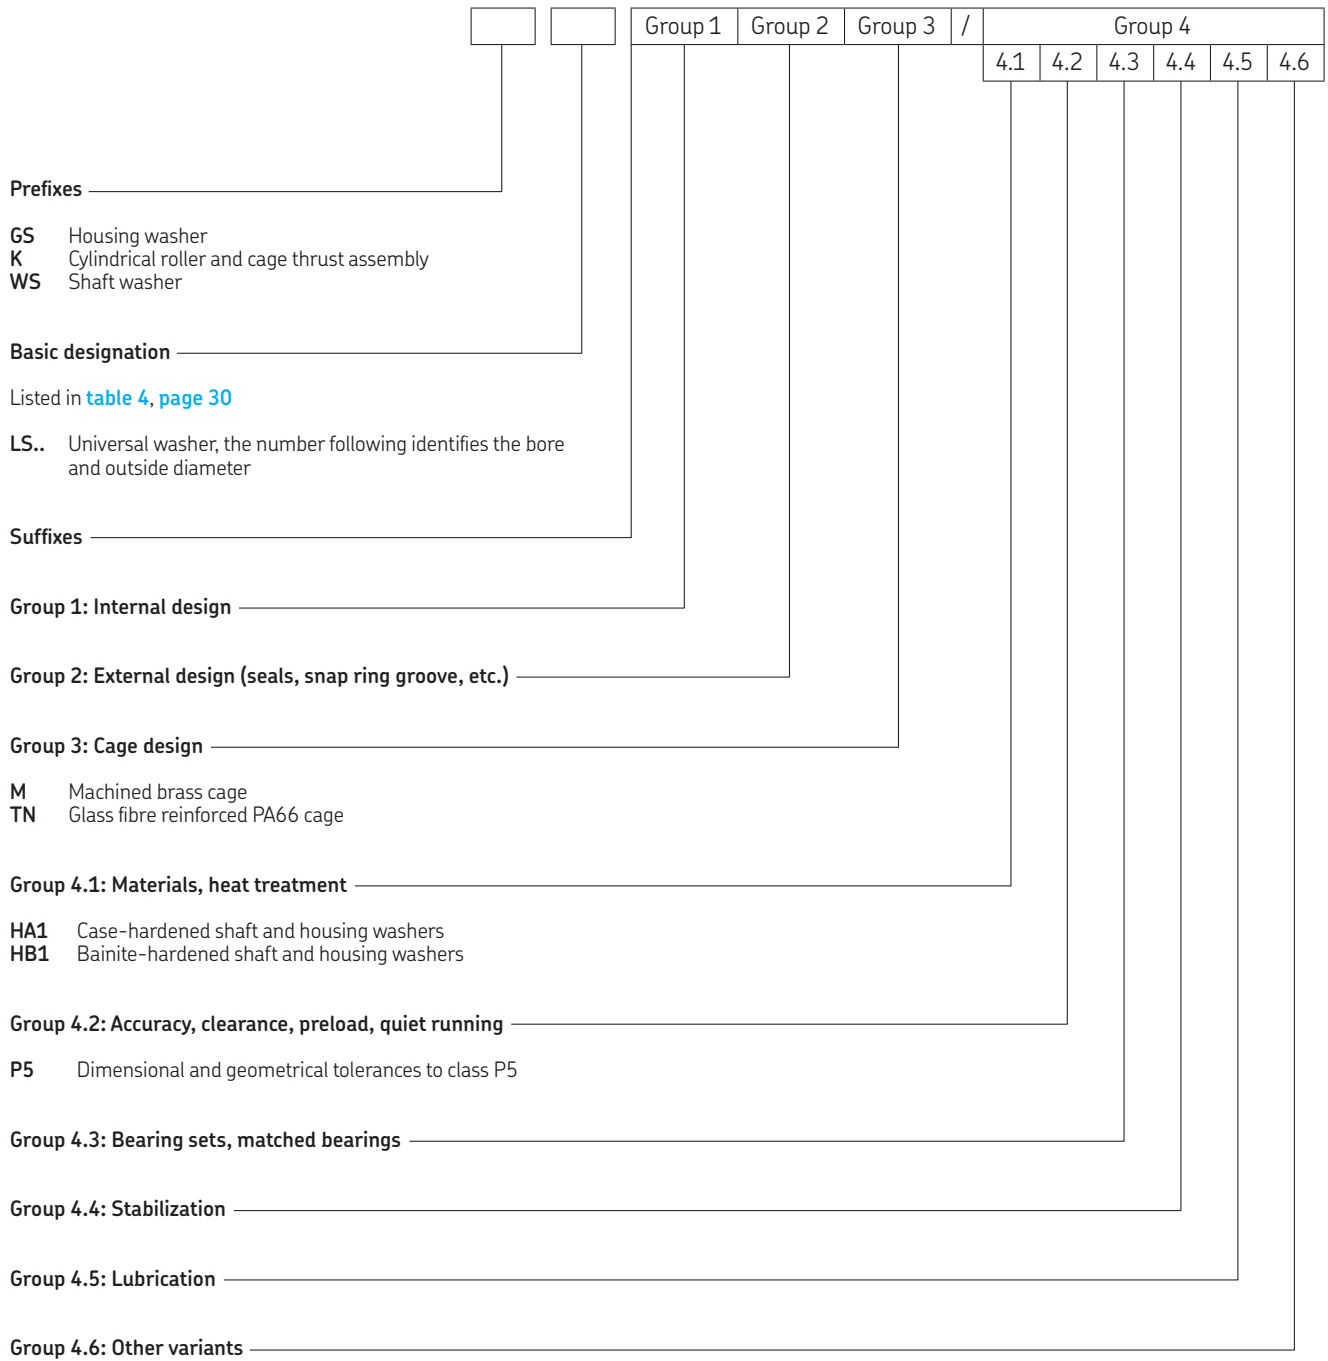 Group 1 Group 2 Group 3 / Group 4
4.1 4.2 4.3 4.4 4.5 4.6
Prefixes
GS Housing washer
K Cylindrical roller and cage thrust assembly
WS Shaft washer
Basic designation
Listed in table 4, page 30
LS.. Universal washer, the number following identifies the bore
and outside diameter
Suffixes
Group 1: Internal design
Group 2: External design (seals, snap ring groove, etc.)
Group 3: Cage design
M Machined brass cage
TN Glass fibre reinforced PA66 cage
Group 4.1: Materials, heat treatment
HA1 Case-hardened shaft and housing washers
HB1 Bainite-hardened shaft and housing washers
Group 4.2: Accuracy, clearance, preload, quiet running
P5 Dimensional and geometrical tolerances to class P5
Group 4.3: Bearing sets, matched bearings
Group 4.4: Stabilization
Group 4.5: Lubrication
Group 4.6: Other variants